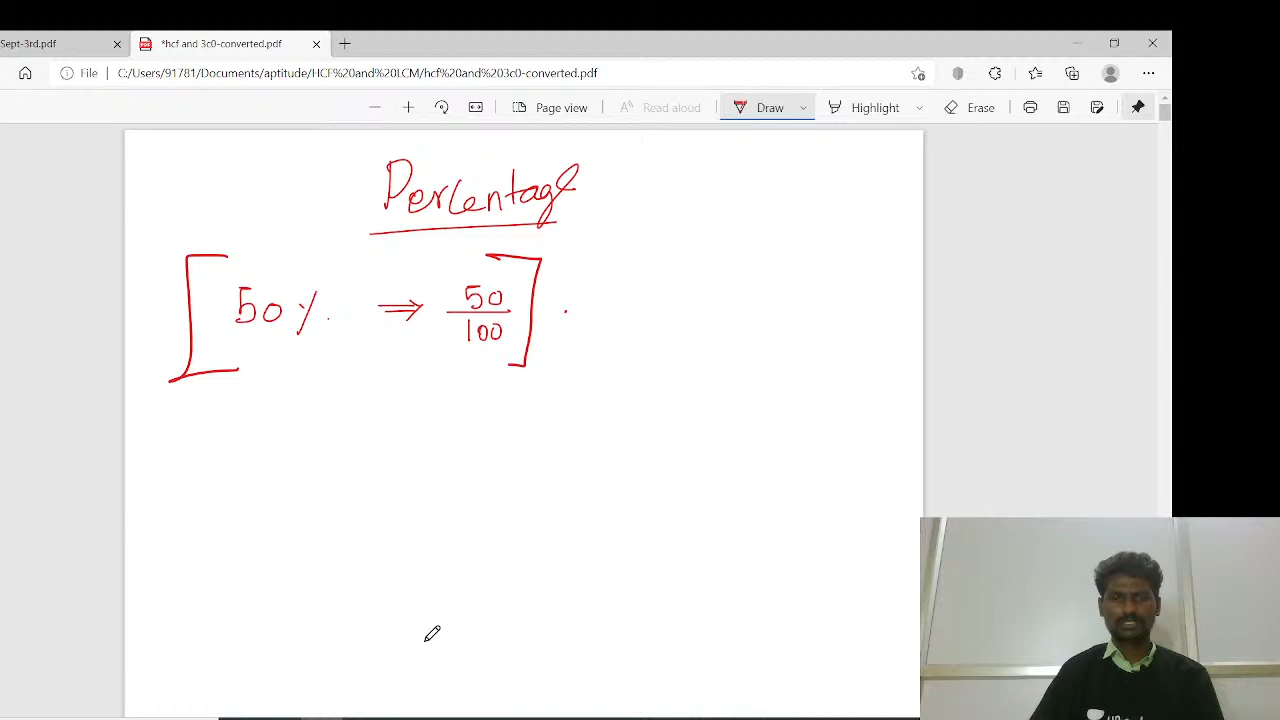 Sept-3rd.pdf
*hcf and 3c0-converted.pdf
File
C:/Users/91781/Documents/aptitude/HCF%20and%20LCM/hcf%20and%203c0-converted.pdf
Page view
Read aloud
Draw
Highlight
Erase
Percentage
[ 50% ⇒ 50/100 ] .